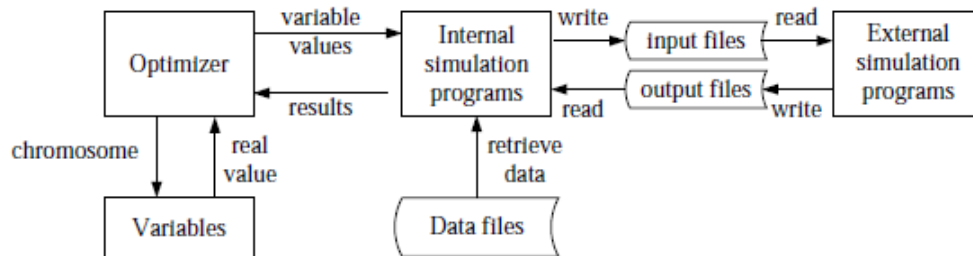 variable
values
Optimizer
results
Internal
simulation
programs
write
input files
read
output files
read
write
External
simulation
programs
chromosome
real
value
retrieve
data
Variables
Data files